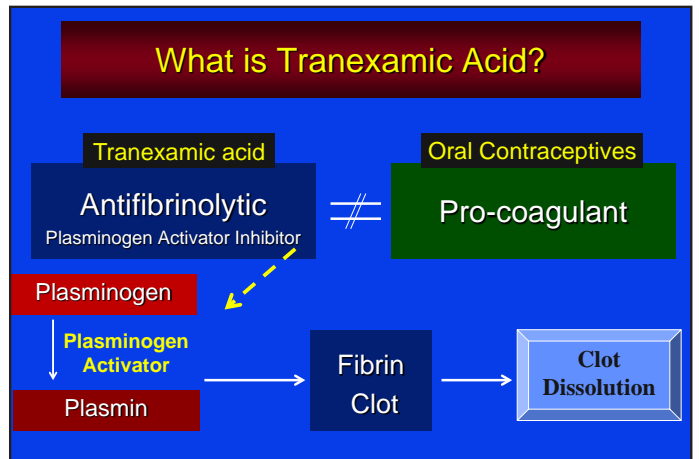 What is Tranexamic Acid?
Tranexamic acid
Oral Contraceptives
Antifibrinolytic
Plasminogen Activator Inhibitor
Pro-coagulant
Plasminogen
Plasminogen
Activator
Plasmin
Fibrin
Clot
Clot
Dissolution